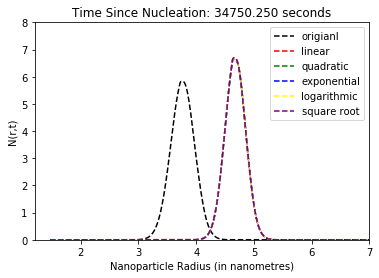 Time Since Nucleation: 34750.250 seconds
N(r,t)
8
7
6
5
4
3
2
1
0
origianl
linear
quadratic
exponential
logarithmic
square root
2 3 4 5 6 7
Nanoparticle Radius (in nanometres)